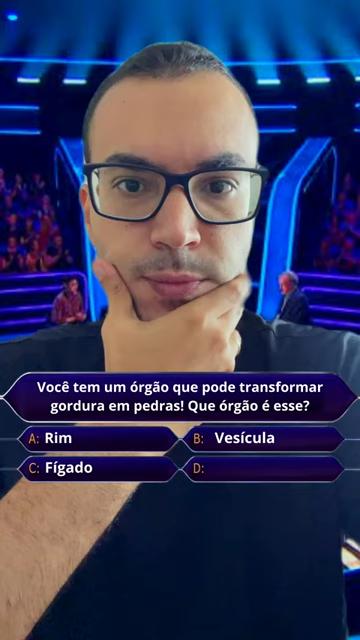 Você tem um órgão que pode transformar
gordura em pedras! Que órgão é esse?
A: Rim
B: Vesícula
C: Fígado
D: